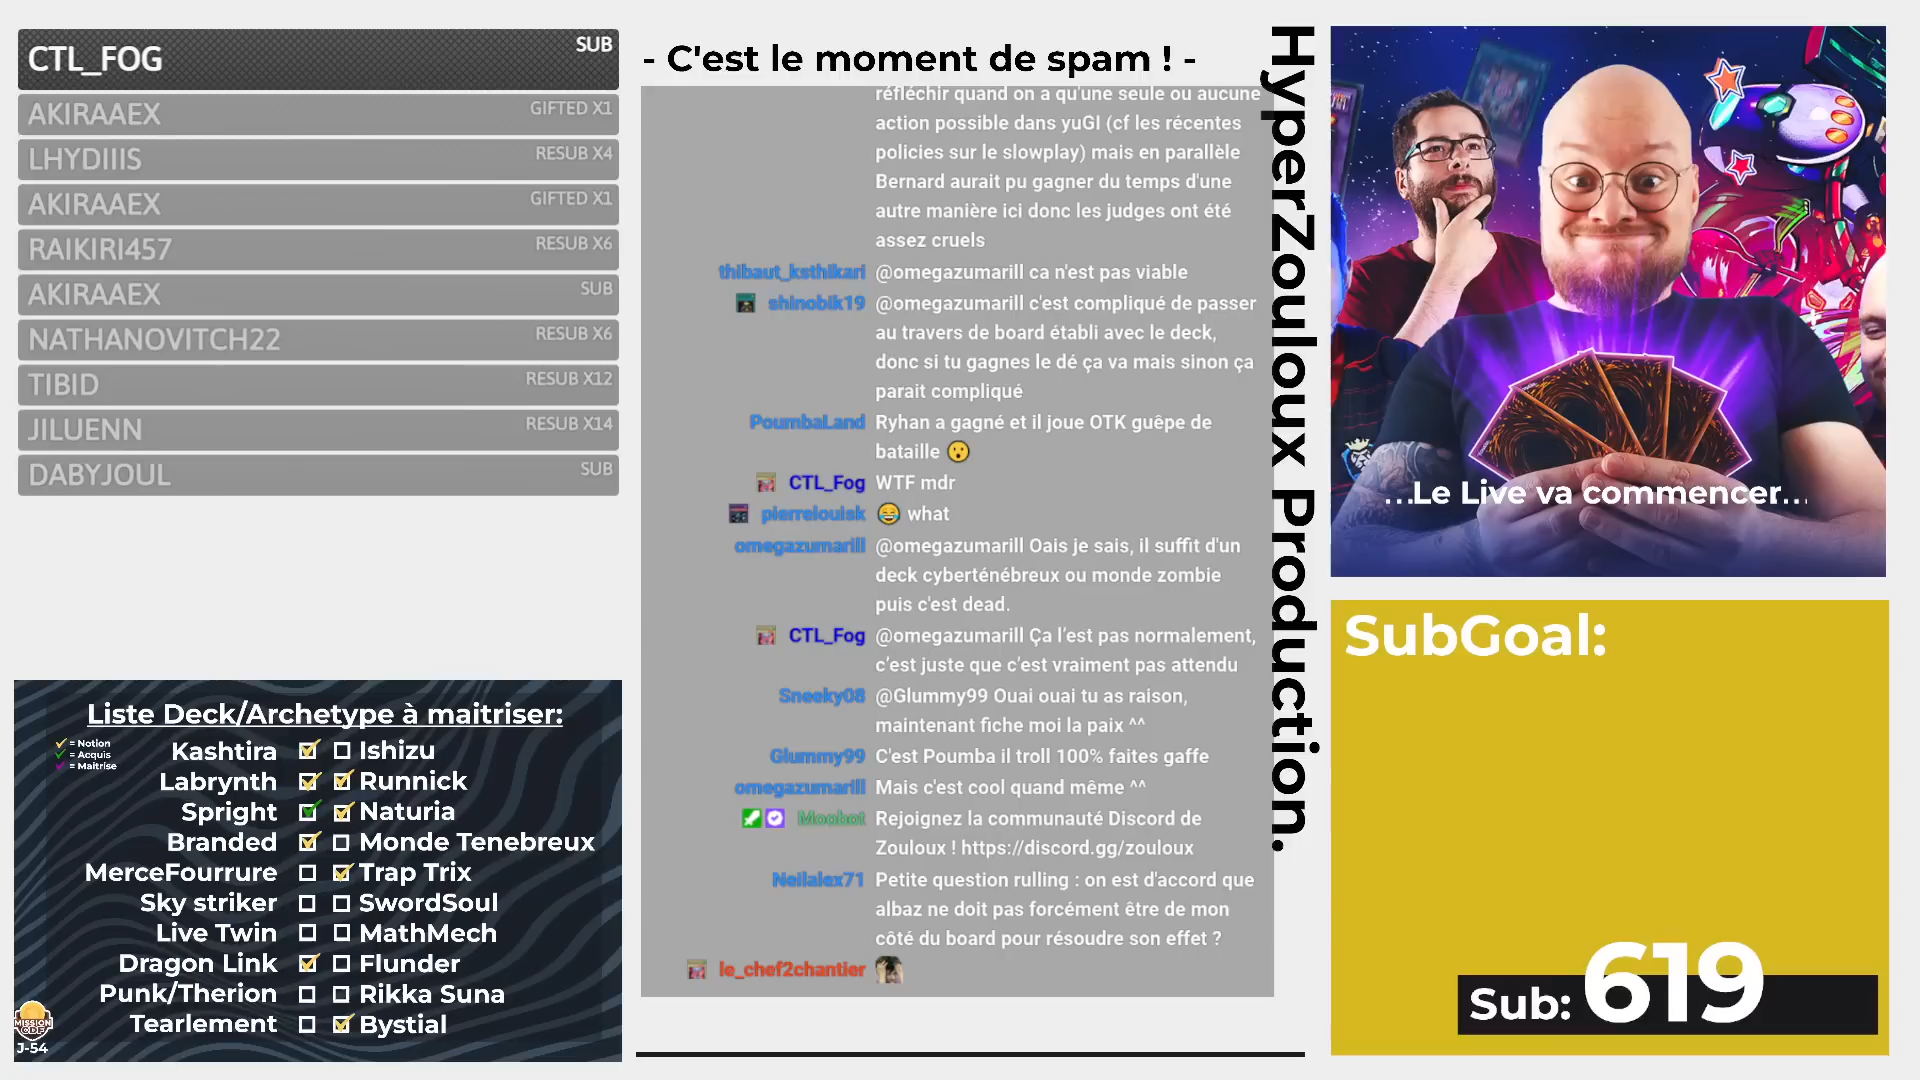 CTL_FOG SUB
AKIRAAEX GIFTED X1
LHYDIIIS RESUB X4
AKIRAAEX GIFTED X1
RAIKIRI457 RESUB X6
AKIRAAEX SUB
NATHANOVITCH22 RESUB X6
TIBID RESUB X12
JILUENN RESUB X14
DABYJOUL SUB
Liste Deck/Archetype à maitriser:
= Notion
= Acquis
= Maitrise
Kashtira Ishizu
Labrynth Runnick
Spright Naturia
Branded Monde Tenebreux
MerceFourrure Trap Trix
Sky striker SwordSoul
Live Twin MathMech
Dragon Link Flunder
Punk/Therion Rikka Suna
Tearlement Bystial
MISSION
J-54
- C'est le moment de spam ! -
réfléchir quand on a qu'une seule ou aucune
action possible dans yuGI (cf les récentes
policies sur le slowplay) mais en parallèle
Bernard aurait pu gagner du temps d'une
autre manière ici donc les judges ont été
assez cruels
thibaut_ksthikari @omegazumarill ca n'est pas viable
shinobik19 @omegazumarill c'est compliqué de passer
au travers de board établi avec le deck,
donc si tu gagnes le dé ça va mais sinon ça
parait compliqué
PoumbaLand Ryhan a gagné et il joue OTK guêpe de
bataille 😮
CTL_Fog WTF mdr
pierrelouisk 😂 what
omegazumarill @omegazumarill Oais je sais, il suffit d'un
deck cyberténébreux ou monde zombie
puis c'est dead.
CTL_Fog @omegazumarill Ça l’est pas normalement,
c’est juste que c’est vraiment pas attendu
Sneeky08 @Glummy99 Ouai ouai tu as raison,
maintenant fiche moi la paix ^^
Glummy99 C'est Poumba il troll 100% faites gaffe
omegazumarill Mais c'est cool quand même ^^
Moobot Rejoignez la communauté Discord de
Zouloux ! https://discord.gg/zouloux
Neilalex71 Petite question rulling : on est d'accord que
albaz ne doit pas forcément être de mon
côté du board pour résoudre son effet ?
le_chef2chantier
HyperZouloux Production.
...Le Live va commencer...
SubGoal:
Sub: 619